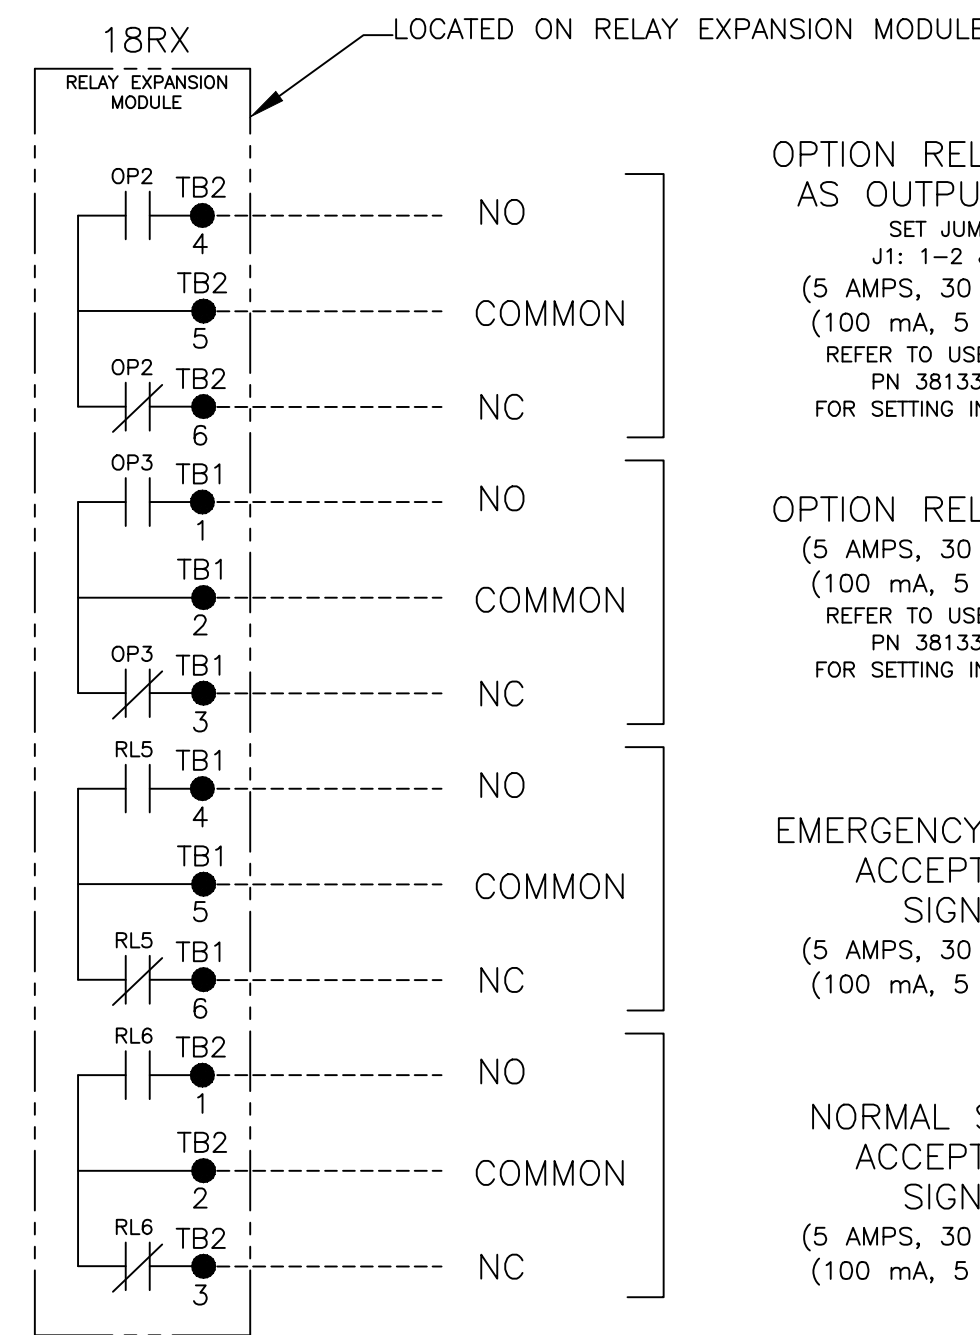 18RX
LOCATED ON RELAY EXPANSION MODULE
RELAY EXPANSION
MODULE
OP2 TB2
4
NO
TB2
5
COMMON
OP2 TB2
6
NC
OPTION
AS
SET
J1: 1-2
(5 AMPS, 30
(100 mA, 5
REFER TO
PN
FOR SETTING
OP3 TB1
1
NO
TB1
2
COMMON
OP3 TB1
3
NC
OPTION
(5 AMPS, 30
(100 mA, 5
REFER TO
PN
FOR SETTING
RL5 TB1
4
NO
TB1
5
COMMON
RL5 TB1
6
NC
EMERGENCY
(5 AMPS, 30
(100 mA, 5
RL6 TB2
1
NO
TB2
2
COMMON
RL6 TB2
3
NC
NORMAL
(5 AMPS, 30
(100 mA, 5